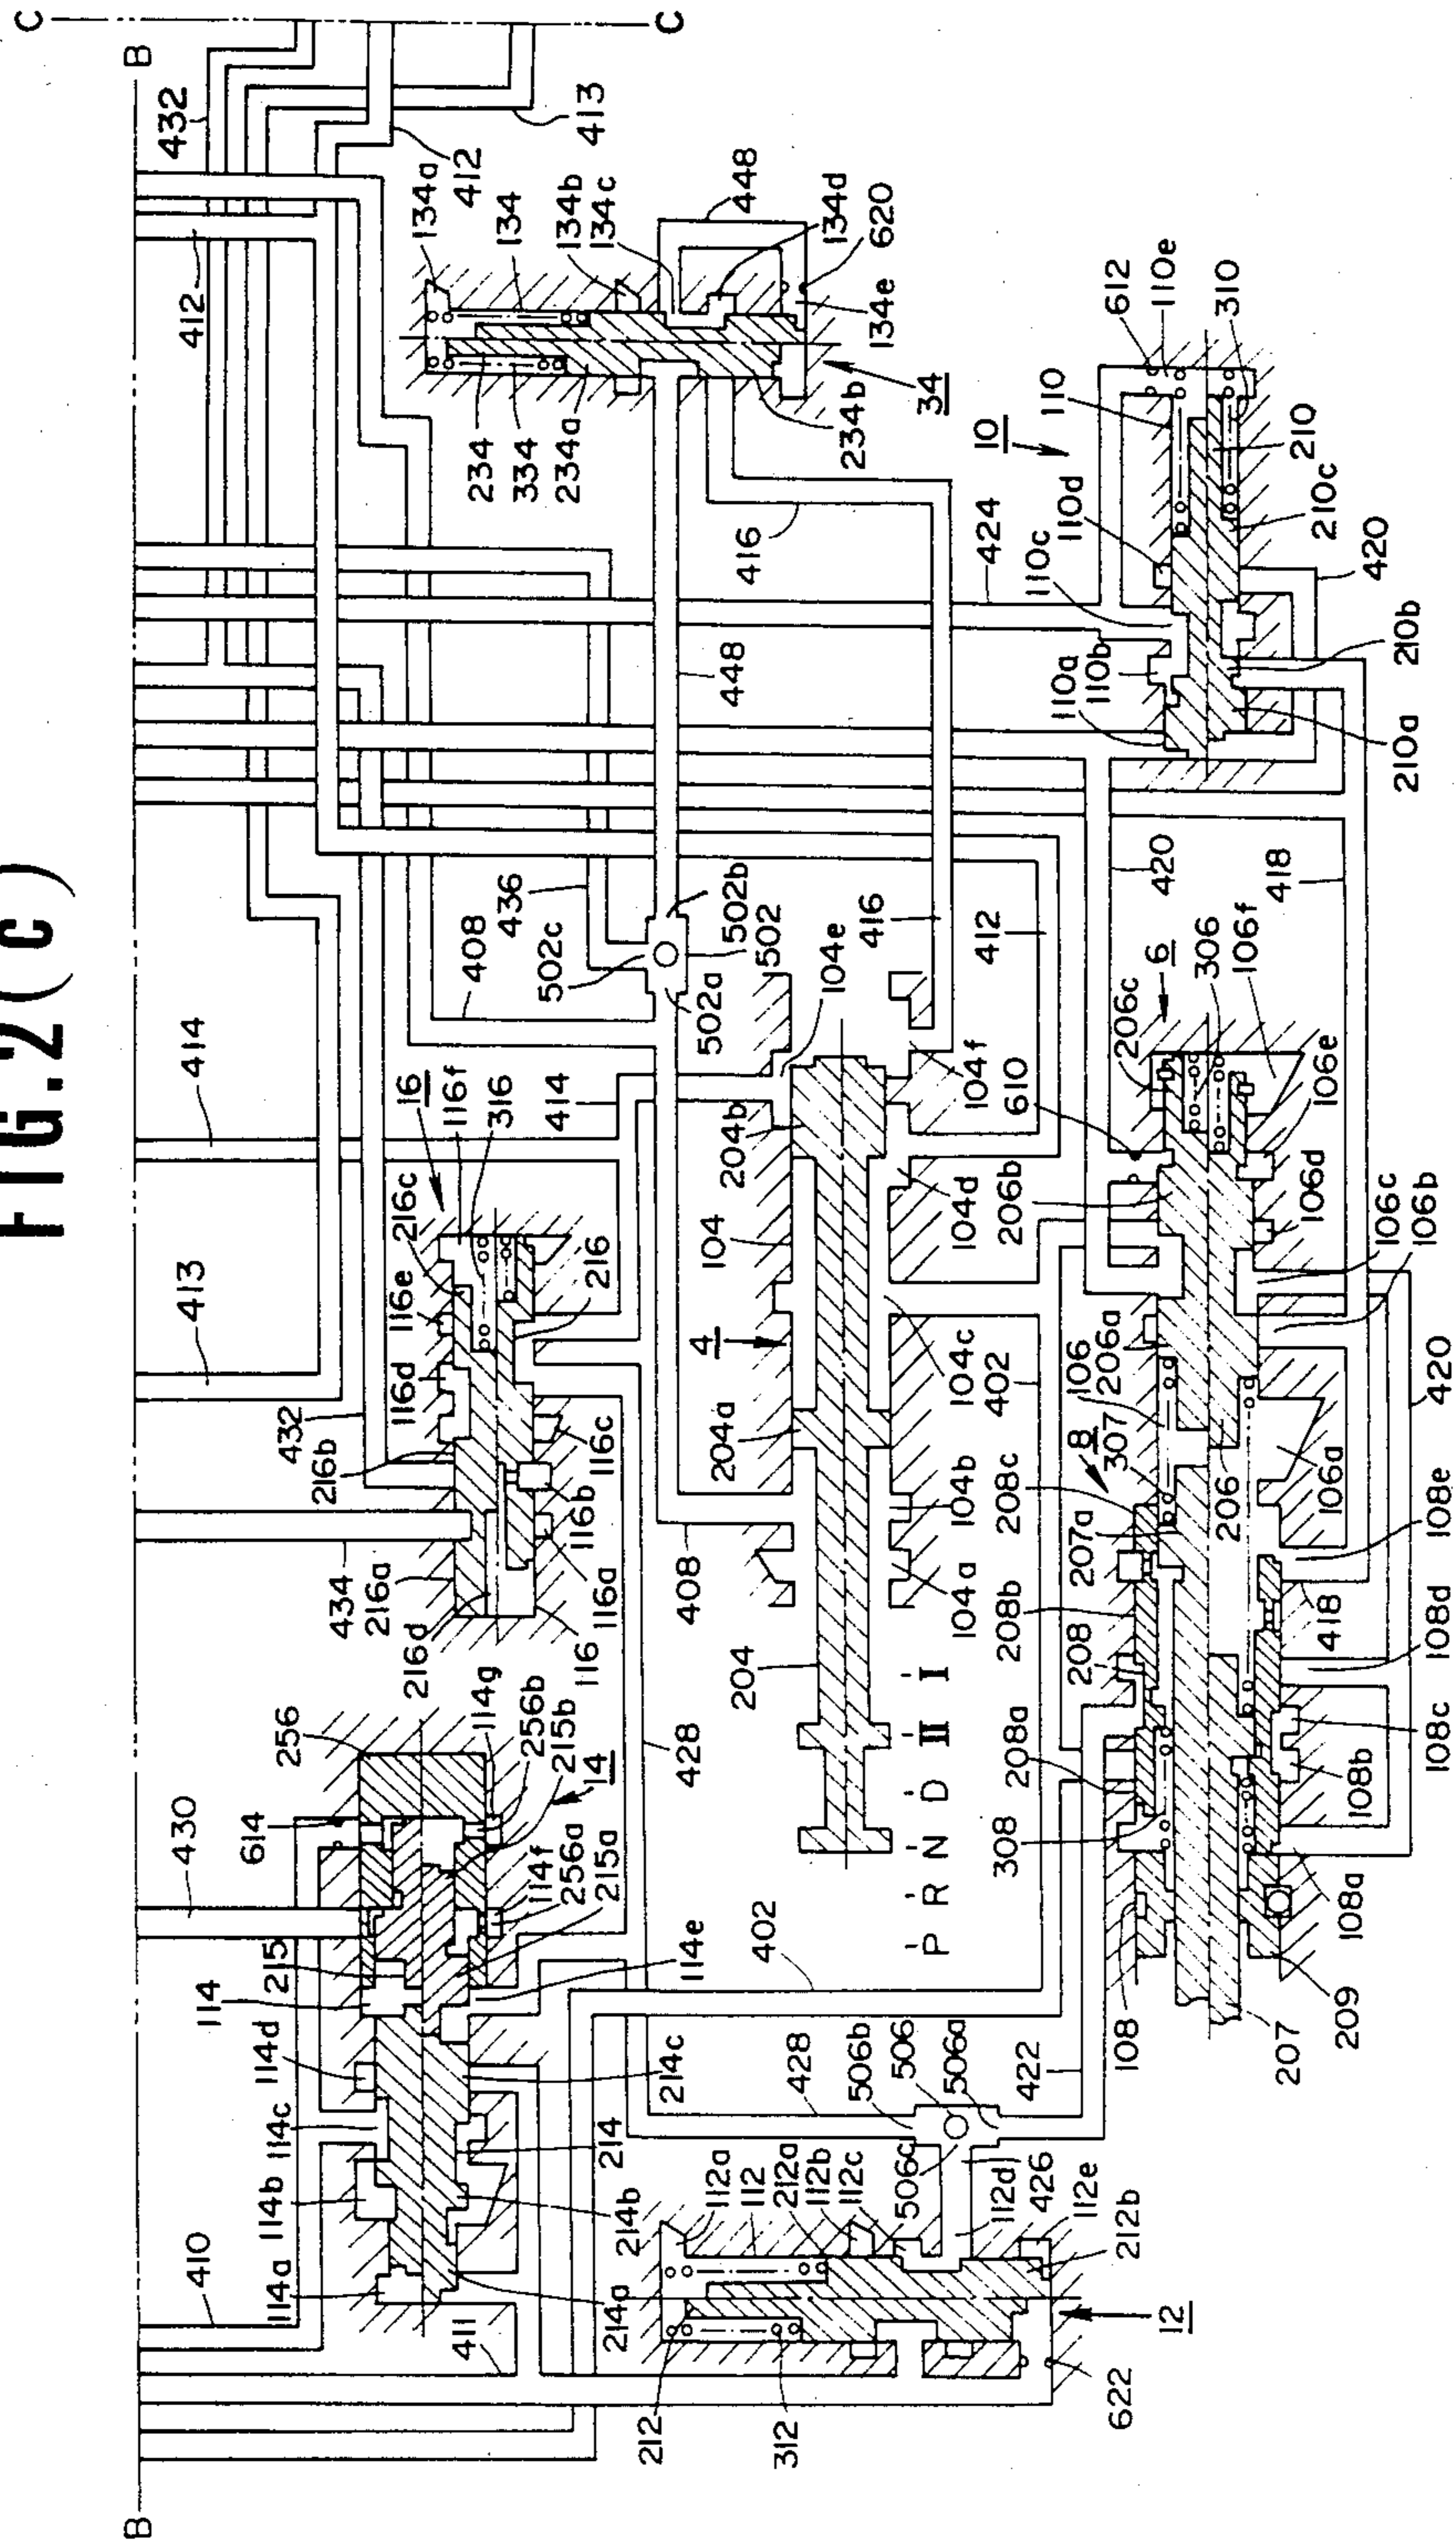 FIG.2(c)
B
B
C
C
410
430
434
432
413
414
412
432
413
412
411
114a
114b
114c
114d
114
215
614
256
114g
256b
215b
14
114f
256a
215a
114e
214c
214
214b
214a
216d
216a
216b
116d
116e
216c
16
116f
316
216
116c
116b
116a
116
428
408
414
408
436
502c
502a
502
502b
448
134a
134
134b
134c
448
134d
620
134e
34
234b
234a
334
234
416
424
212
312
622
12
112a
112
212a
112b
112c
506c
112d
426
112e
212b
428
506b
506
506a
422
402
P R N D II I
204
204a
4
104
204b
104e
104f
104d
104c
402
104b
104a
416
412
610
420
418
108
209
207
308
208a
208
208b
207a
208c
307
8
106
206a
206b
206c
6
306
106f
106e
106d
106c
106b
206
106a
108e
418
108d
108c
108b
108a
420
110a
110b
110c
110d
10
110
612
110e
310
210
210c
420
210b
210a